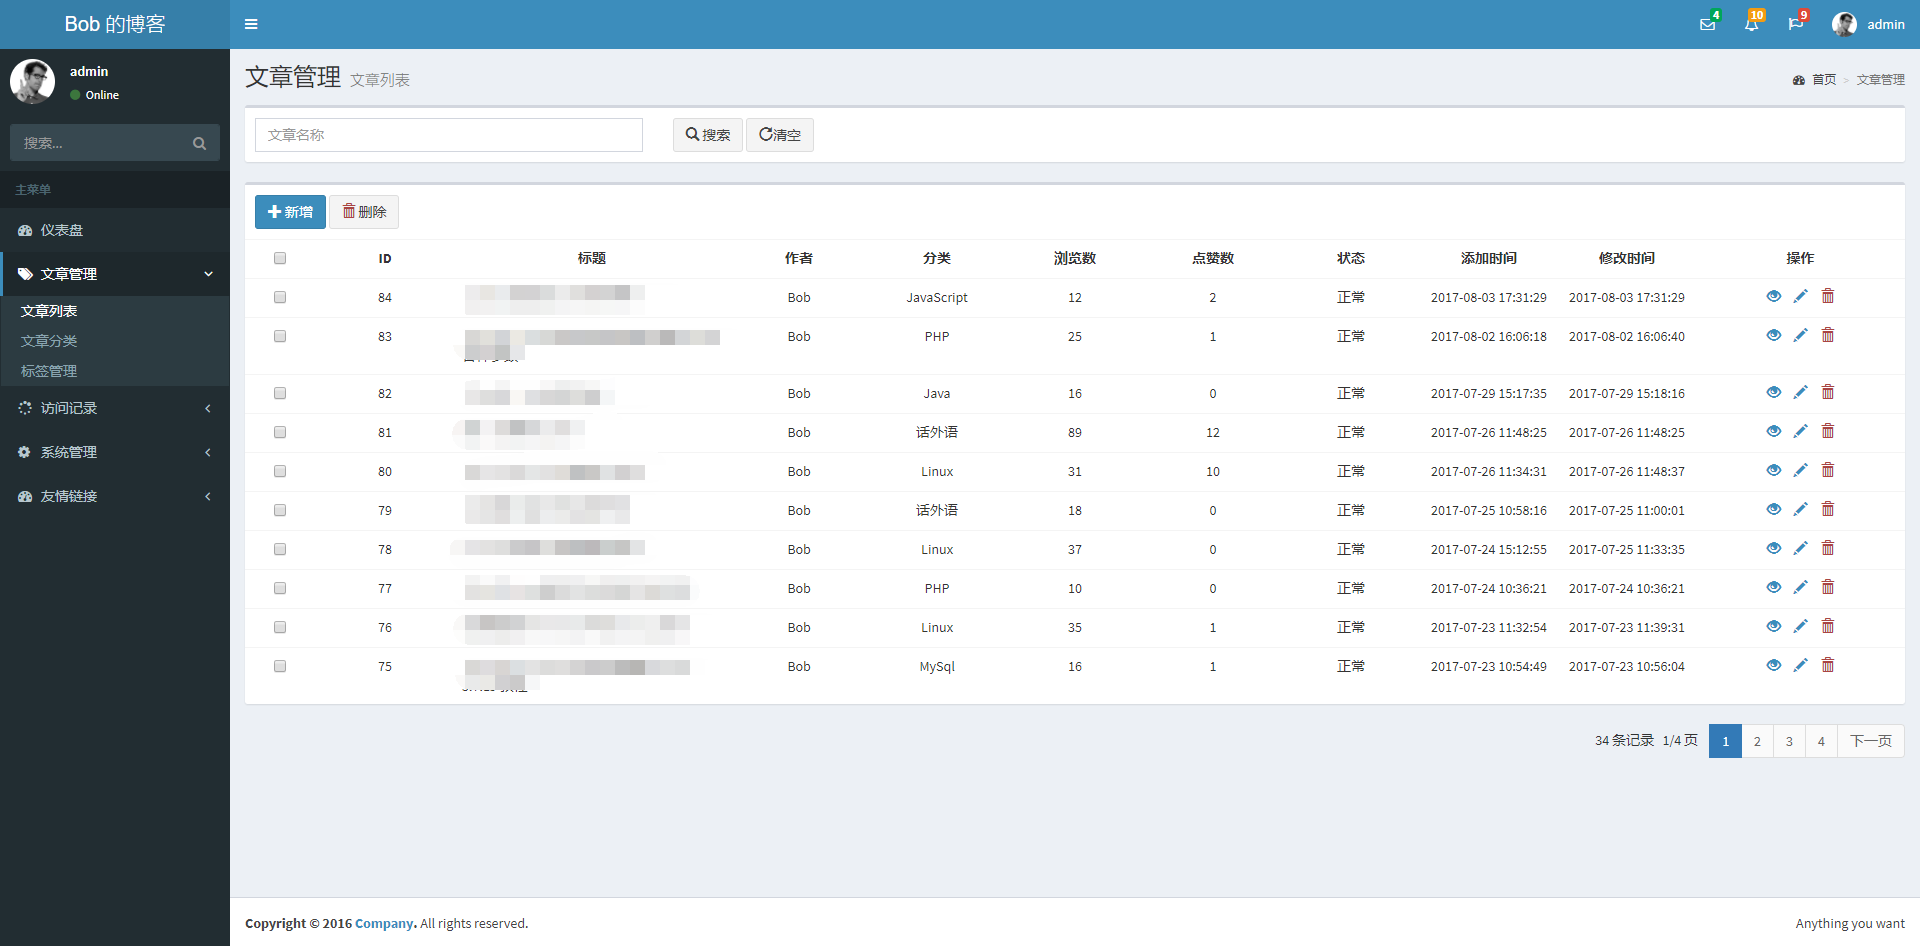 Bob 的博客
4
10
9
admin
admin
Online
搜索...
主菜单
仪表盘
文章管理
文章列表
文章分类
标签管理
访问记录
系统管理
友情链接
文章管理 文章列表
首页 > 文章管理
文章名称
搜索
清空
新增
删除
ID 标题 作者 分类 浏览数 点赞数 状态 添加时间 修改时间 操作
84 Bob JavaScript 12 2 正常 2017-08-03 17:31:29 2017-08-03 17:31:29
83 Bob PHP 25 1 正常 2017-08-02 16:06:18 2017-08-02 16:06:40
82 Bob Java 16 0 正常 2017-07-29 15:17:35 2017-07-29 15:18:16
81 Bob 话外语 89 12 正常 2017-07-26 11:48:25 2017-07-26 11:48:25
80 Bob Linux 31 10 正常 2017-07-26 11:34:31 2017-07-26 11:48:37
79 Bob 话外语 18 0 正常 2017-07-25 10:58:16 2017-07-25 11:00:01
78 Bob Linux 37 0 正常 2017-07-24 15:12:55 2017-07-25 11:33:35
77 Bob PHP 10 0 正常 2017-07-24 10:36:21 2017-07-24 10:36:21
76 Bob Linux 35 1 正常 2017-07-23 11:32:54 2017-07-23 11:39:31
75 Bob MySql 16 1 正常 2017-07-23 10:54:49 2017-07-23 10:56:04
34 条记录 1/4 页 1 2 3 4 下一页
Copyright © 2016 Company. All rights reserved.
Anything you want